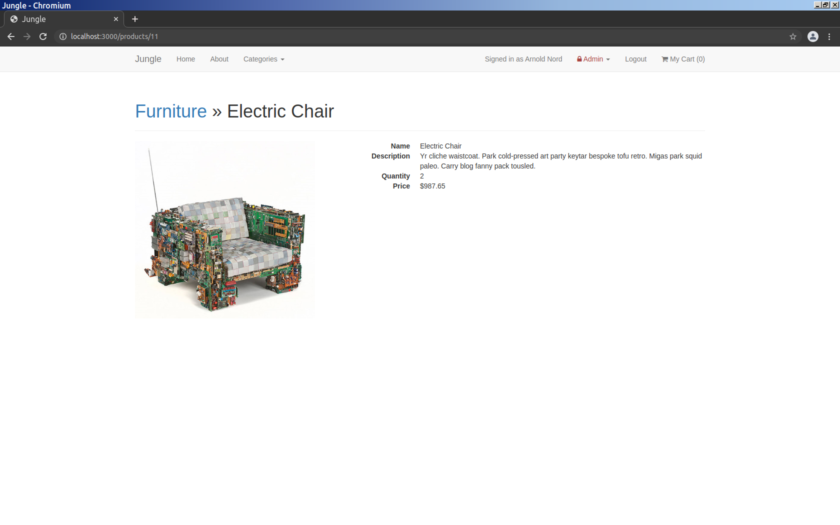 Jungle - Chromium
Jungle
localhost:3000/products/11
Jungle Home About Categories Signed in as Arnold Nord Admin Logout My Cart (0)
Furniture » Electric Chair
Name Electric Chair
Description Yr cliche waistcoat. Park cold-pressed art party keytar bespoke tofu retro. Migas park squid
paleo. Carry blog fanny pack tousled.
Quantity 2
Price $987.65